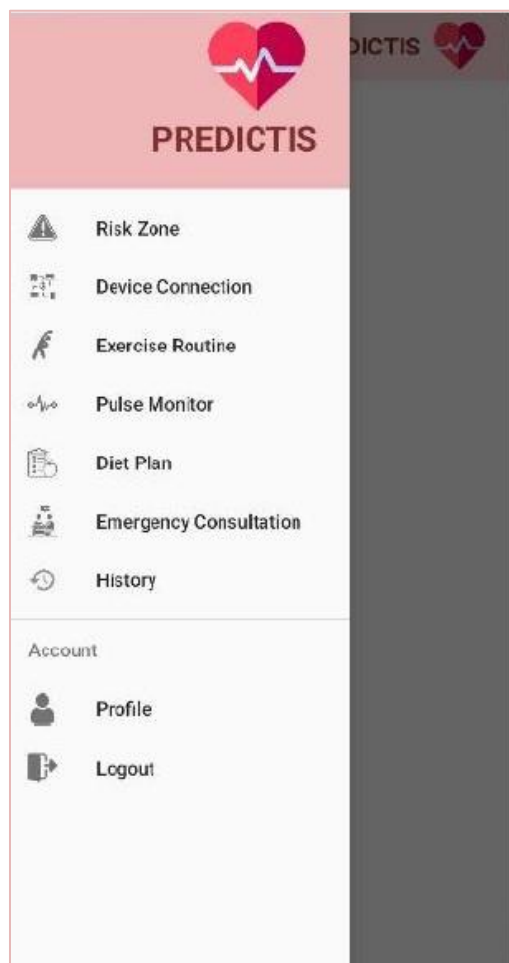 PREDICTIS
DICTIS
Risk Zone
Device Connection
Exercise Routine
Pulse Monitor
Diet Plan
Emergency Consultation
History
Account
Profile
Logout